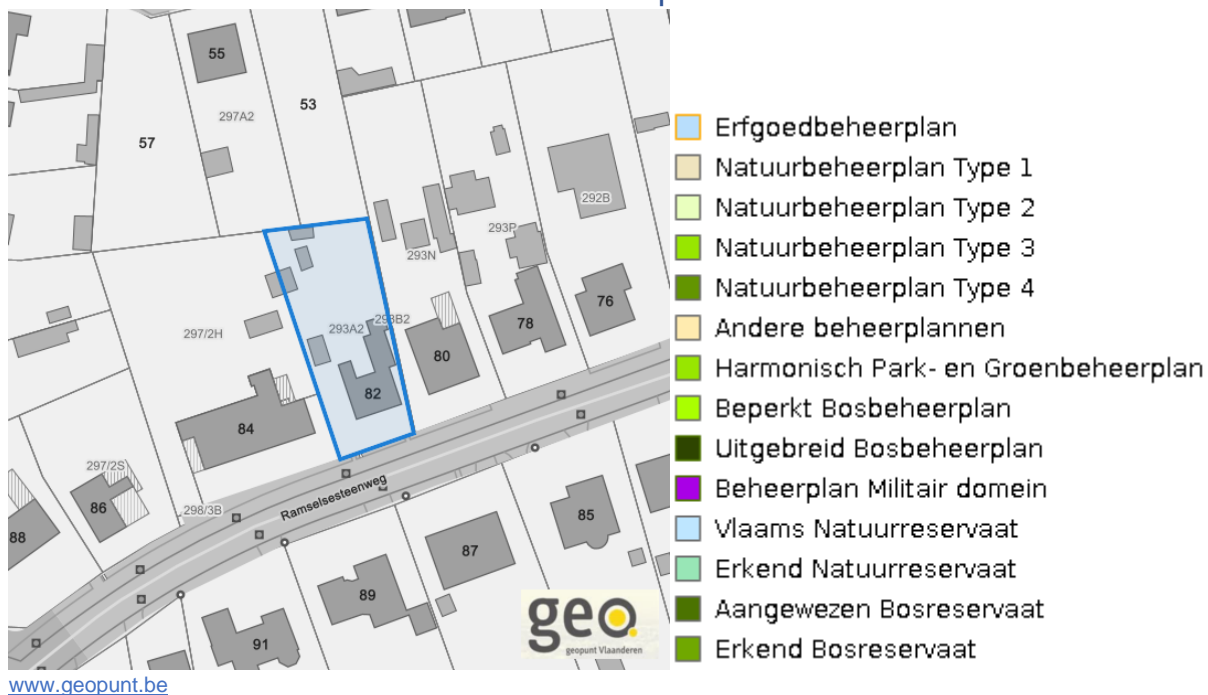 55
53
297A2
57
292B
293P
293N
297/2H
293A2
293B2
76
78
80
82
84
297/2S
86
298/3B
Ramselsesteenweg
88
85
87
89
91
geo.
geopunt Vlaanderen
Erfgoedbeheerplan
Natuurbeheerplan Type 1
Natuurbeheerplan Type 2
Natuurbeheerplan Type 3
Natuurbeheerplan Type 4
Andere beheerplannen
Harmonisch Park- en Groenbeheerplan
Beperkt Bosbeheerplan
Uitgebreid Bosbeheerplan
Beheerplan Militair domein
Vlaams Natuurreservaat
Erkend Natuurreservaat
Aangewezen Bosreservaat
Erkend Bosreservaat
www.geopunt.be